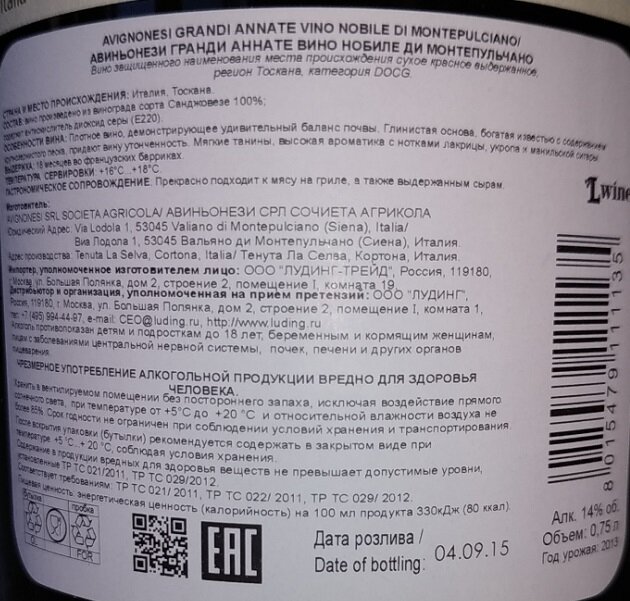 AVIGNONESI GRANDI ANNATE VINO NOBILE DI MONTEPULCIANO/
АВИНЬОНЕЗИ ГРАНДИ АННАТЕ ВИНО НОБИЛЕ ДИ МОНТЕПУЛЬЧАНО
Вино защищенного наименования места происхождения сухое красное выдержанное,
регион Тоскана, категория DOCG.
СТРАНА И МЕСТО ПРОИСХОЖДЕНИЯ: Италия, Тоскана.
СОСТАВ: вино произведено из винограда сорта Санджовезе 100%;
содержит антиокислитель диоксид серы (Е220).
ОСОБЕННОСТИ ВИНА: Плотное вино, демонстрирующее удивительный баланс почвы. Глинистая основа, богатая известью с содержанием
песка, придают вину утонченность. Мягкие танины, высокая ароматика с нотками лакрицы, укропа и манильской сигары.
ВЫДЕРЖКА: 18 месяцев во французских барриках.
ТЕМПЕРАТУРА СЕРВИРОВКИ: +16°С...+18°С.
ГАСТРОНОМИЧЕСКОЕ СОПРОВОЖДЕНИЕ: Прекрасно подходит к мясу на гриле, а также выдержанным сырам.
Lwine
Изготовитель:
AVIGNONESI SRL SOCIETA AGRICOLA/ АВИНЬОНЕЗИ СРЛ СОЧИЕТА АГРИКОЛА
Юридический Адрес: Via Lodola 1, 53045 Valiano di Montepulciano (Siena), Italia/
Виа Лодола 1, 53045 Вальяно ди Монтепульчано (Сиена), Италия.
Адрес производства: Tenuta La Selva, Cortona, Italia/ Тенута Ла Селва, Кортона, Италия.
Импортер, уполномоченное изготовителем лицо: ООО "ЛУДИНГ-ТРЕЙД", Россия, 119180,
г. Москва, ул. Большая Полянка, дом 2, строение 2, помещение I, комната 19.
Дистрибьютор и организация, уполномоченная на прием претензий: ООО "ЛУДИНГ",
Россия, 119180, г. Москва, ул. Большая Полянка, дом 2, строение 2, помещение I, комната 1,
тел: +7(495) 994-44-97, e-mail: CEO@luding.ru, http://www.luding.ru
Алкоголь противопоказан детям и подросткам до 18 лет, беременным и кормящим женщинам,
лицам с заболеваниями центральной нервной системы, почек, печени и других органов
пищеварения.
ЧРЕЗМЕРНОЕ УПОТРЕБЛЕНИЕ АЛКОГОЛЬНОЙ ПРОДУКЦИИ ВРЕДНО ДЛЯ ЗДОРОВЬЯ
ЧЕЛОВЕКА.
Хранить в вентилируемом помещении без постороннего запаха, исключая воздействие прямого
солнечного света, при температуре от +5°С до +20 °С и относительной влажности воздуха не
более 85%. Срок годности не ограничен при соблюдении условий хранения и транспортирования.
После вскрытия упаковки (бутылки) рекомендуется содержать в закрытом виде при
температуре +5 °С..+ 20 °С, соблюдая условия хранения.
Содержание в продукции вредных для здоровья веществ не превышает допустимые уровни,
установленные ТР ТС 021/2011, ТР ТС 029/2012.
Соответствует требованиям: ТР ТС 021/ 2011, ТР ТС 022/ 2011, ТР ТС 029/ 2012.
Пищевая ценность, энергетическая ценность (калорийность) на 100 мл продукта 330кДж (80 ккал).
8 015479 111135
бутылка
пробка
FOR
EAC
Дата розлива /
Date of bottling: 04.09.15
Алк. 14% об.
Объем: 0,75 л
Год урожая: 2013